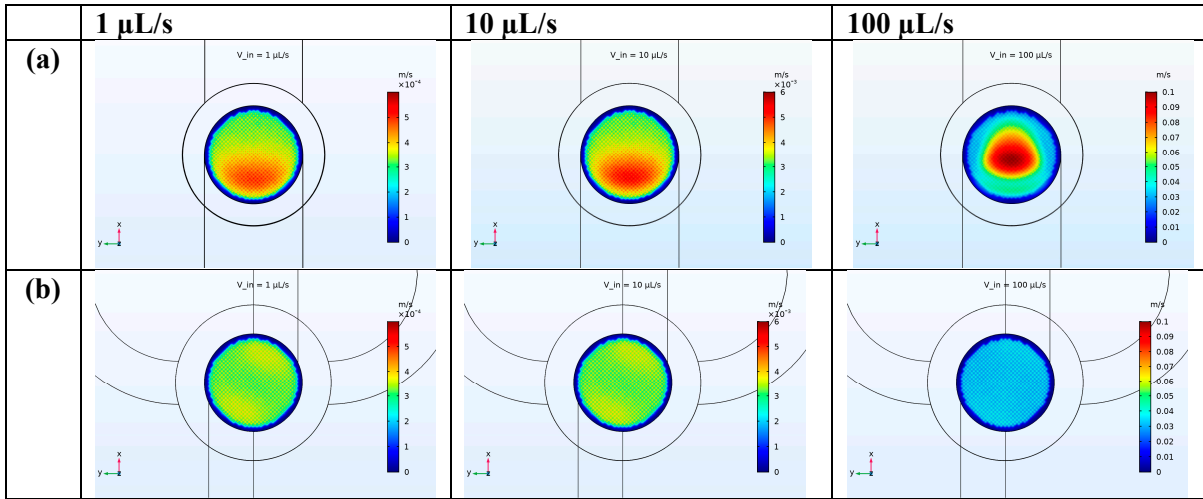 1 µL/s 10 µL/s 100 µL/s
(a)
V_in = 1 µL/s
m/s
×10⁻⁴
5
4
3
2
1
0
x
y
z
V_in = 10 µL/s
m/s
×10⁻³
6
5
4
3
2
1
0
x
y
z
V_in = 100 µL/s
m/s
0.1
0.09
0.08
0.07
0.06
0.05
0.04
0.03
0.02
0.01
0
x
y
z
(b)
V_in = 1 µL/s
m/s
×10⁻⁴
5
4
3
2
1
0
x
y
z
V_in = 10 µL/s
m/s
×10⁻³
6
5
4
3
2
1
0
x
y
z
V_in = 100 µL/s
m/s
0.1
0.09
0.08
0.07
0.06
0.05
0.04
0.03
0.02
0.01
0
x
y
z